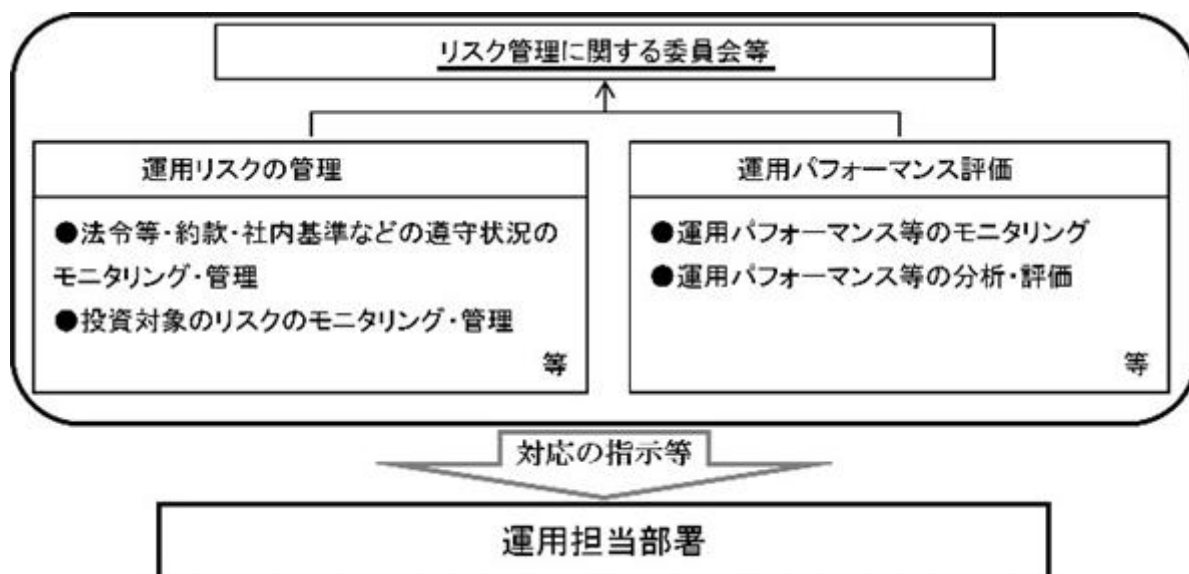 リスク管理に関する委員会等
運用リスクの管理
●法令等・約款・社内基準などの遵守状況の
モニタリング・管理
●投資対象のリスクのモニタリング・管理
等
運用パフォーマンス評価
●運用パフォーマンス等のモニタリング
●運用パフォーマンス等の分析・評価
等
対応の指示等
運用担当部署